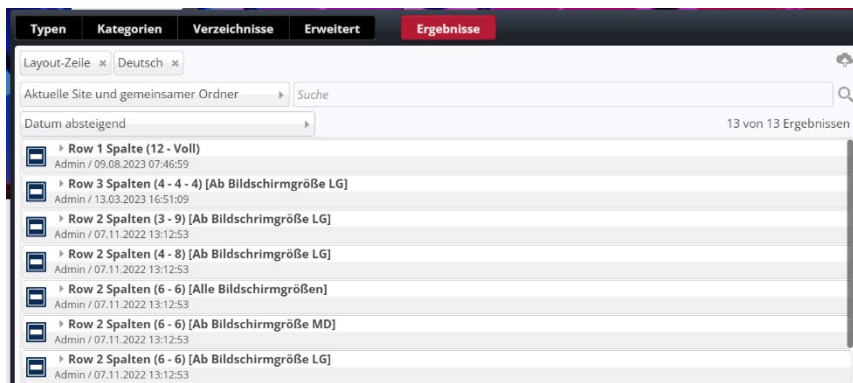 Typen Kategorien Verzeichnisse Erweitert Ergebnisse
Layout-Zeile × Deutsch ×
Aktuelle Site und gemeinsamer Ordner Suche
Datum absteigend 13 von 13 Ergebnissen
Row 1 Spalte (12 - Voll)
Admin / 09.08.2023 07:46:59
Row 3 Spalten (4 - 4 - 4) [Ab Bildschirmgröße LG]
Admin / 13.03.2023 16:51:09
Row 2 Spalten (3 - 9) [Ab Bildschrimgröße LG]
Admin / 07.11.2022 13:12:53
Row 2 Spalten (4 - 8) [Ab Bildschrimgröße LG]
Admin / 07.11.2022 13:12:53
Row 2 Spalten (6 - 6) [Alle Bildschirmgrößen]
Admin / 07.11.2022 13:12:53
Row 2 Spalten (6 - 6) [Ab Bildschirmgröße MD]
Admin / 07.11.2022 13:12:53
Row 2 Spalten (6 - 6) [Ab Bildschirmgröße LG]
Admin / 07.11.2022 13:12:53